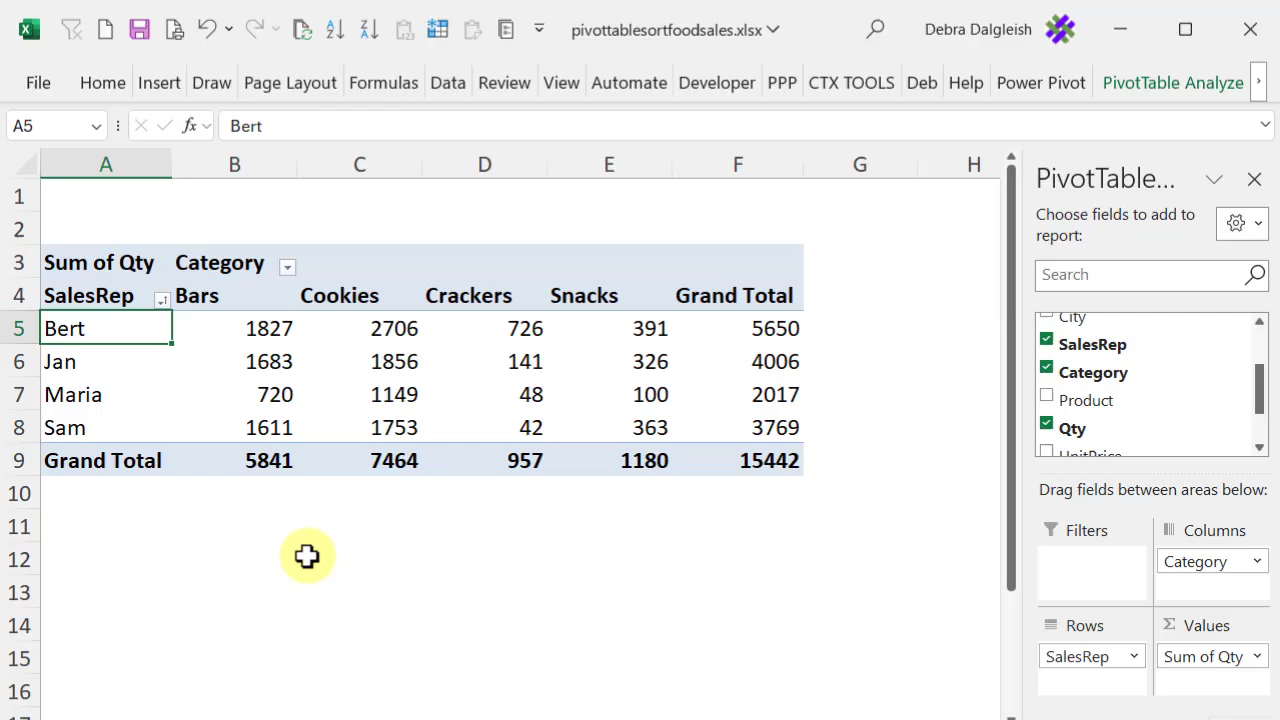 pivottablesortfoodsales.xlsx
Debra Dalgleish
File Home Insert Draw Page Layout Formulas Data Review View Automate Developer PPP CTX TOOLS Deb Help Power Pivot PivotTable Analyze
A5 fx Bert
A B C D E F G H
1
2
3 Sum of Qty Category
4 SalesRep Bars Cookies Crackers Snacks Grand Total
5 Bert 1827 2706 726 391 5650
6 Jan 1683 1856 141 326 4006
7 Maria 720 1149 48 100 2017
8 Sam 1611 1753 42 363 3769
9 Grand Total 5841 7464 957 1180 15442
10
11
12
13
14
15
16
17
PivotTable...
Choose fields to add to
report:
Search
City
SalesRep
Category
Product
Qty
UnitPrice
Drag fields between areas below:
Filters
Columns
Category
Rows
SalesRep
Σ Values
Sum of Qty